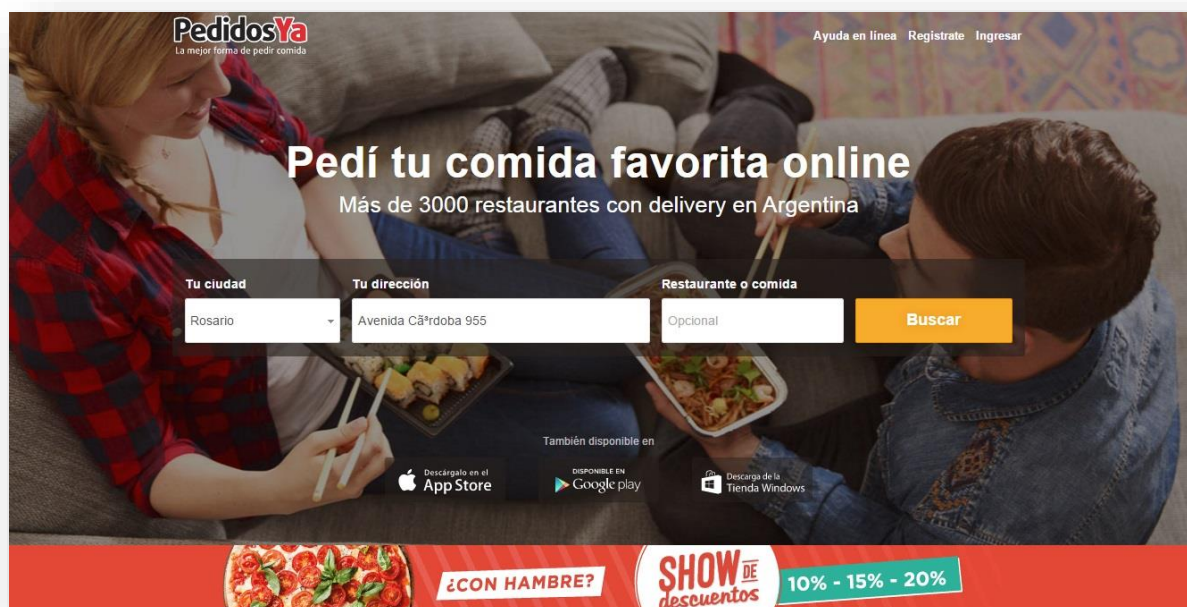 PedidosYa
La mejor forma de pedir comida
Ayuda en línea Registrate Ingresar
Pedí tu comida favorita online
Más de 3000 restaurantes con delivery en Argentina
Tu ciudad Tu dirección Restaurante o comida
Rosario Avenida Cãªrdoba 955 Opcional Buscar
También disponible en
Descárgalo en el DISPONIBLE EN Descarga de la
App Store Google play Tienda Windows
¿CON HAMBRE? SHOW DE descuentos 10% - 15% - 20%